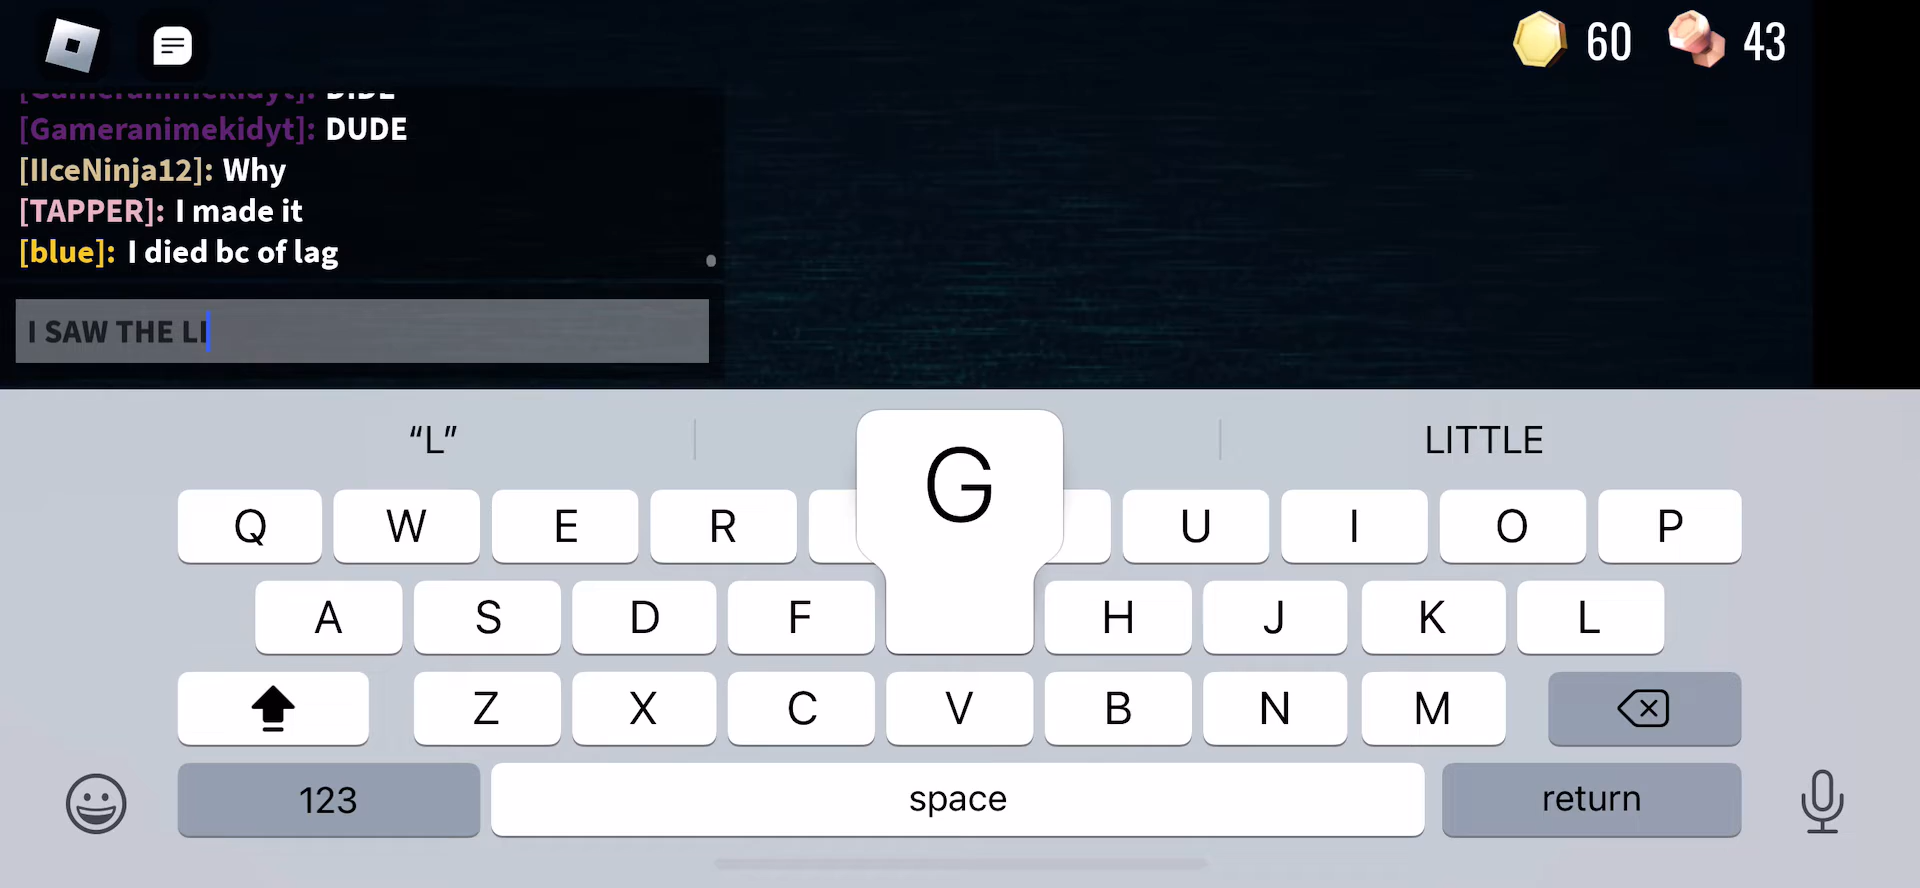 60 43
[Gameranimekidyt]: DUDE
[IIceNinja12]: Why
[TAPPER]: I made it
[blue]: I died bc of lag
I SAW THE LI
“L” LITTLE
G
Q W E R U I O P
A S D F H J K L
Z X C V B N M
123 space return